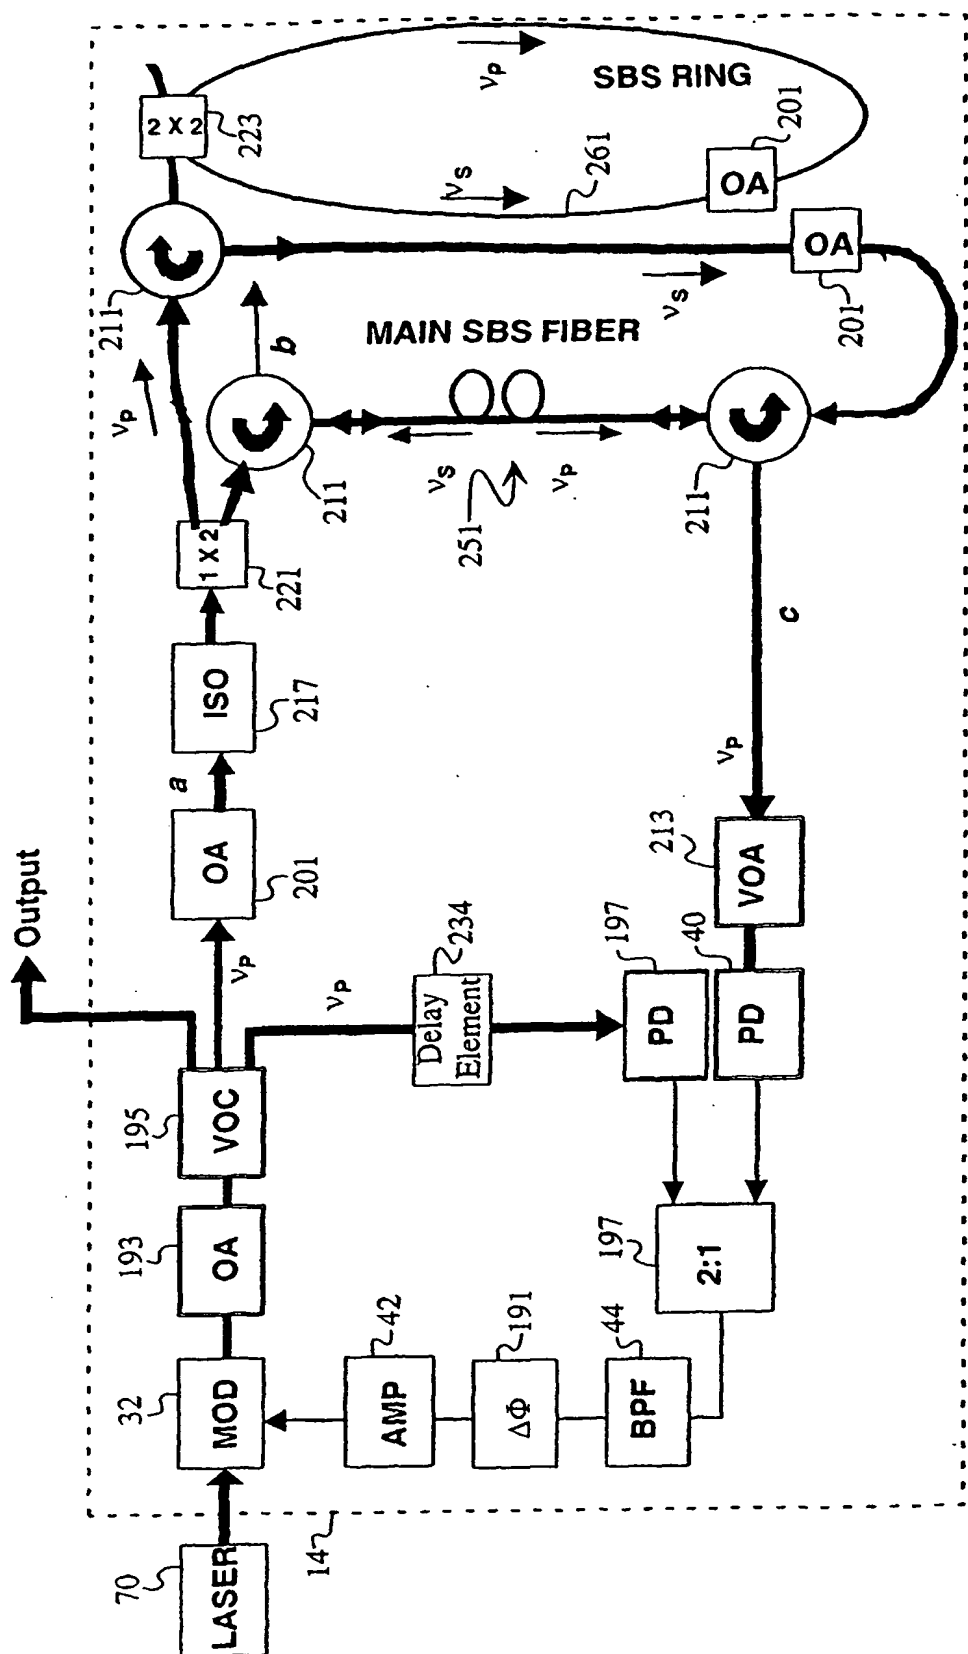 Output
70
LASER
14
32
MOD
193
OA
195
VOC
νP
OA
201
a
ISO
217
1 X 2
221
νP
211
2 X 2
223
νP
SBS RING
νS
261
OA
201
OA
201
νS
b
211
MAIN SBS FIBER
νS
νP
251
211
c
νP
213
VOA
40
PD
197
PD
νP
234
Delay
Element
197
2:1
44
BPF
191
ΔΦ
42
AMP